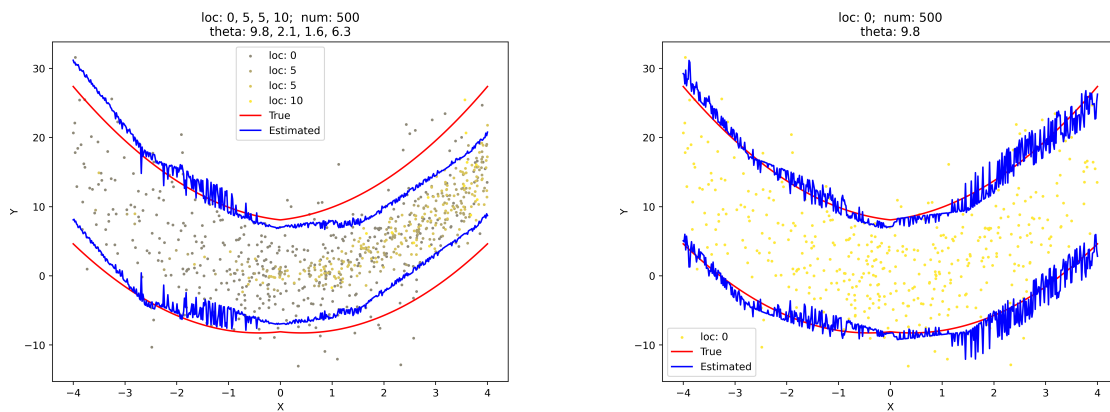 loc: 0, 5, 5, 10;  num: 500
theta: 9.8, 2.1, 1.6, 6.3
loc: 0
loc: 5
loc: 5
loc: 10
True
Estimated
30
20
10
0
−10
Y
−4 −3 −2 −1 0 1 2 3 4
X
loc: 0;  num: 500
theta: 9.8
30
20
10
0
−10
Y
loc: 0
True
Estimated
−4 −3 −2 −1 0 1 2 3 4
X